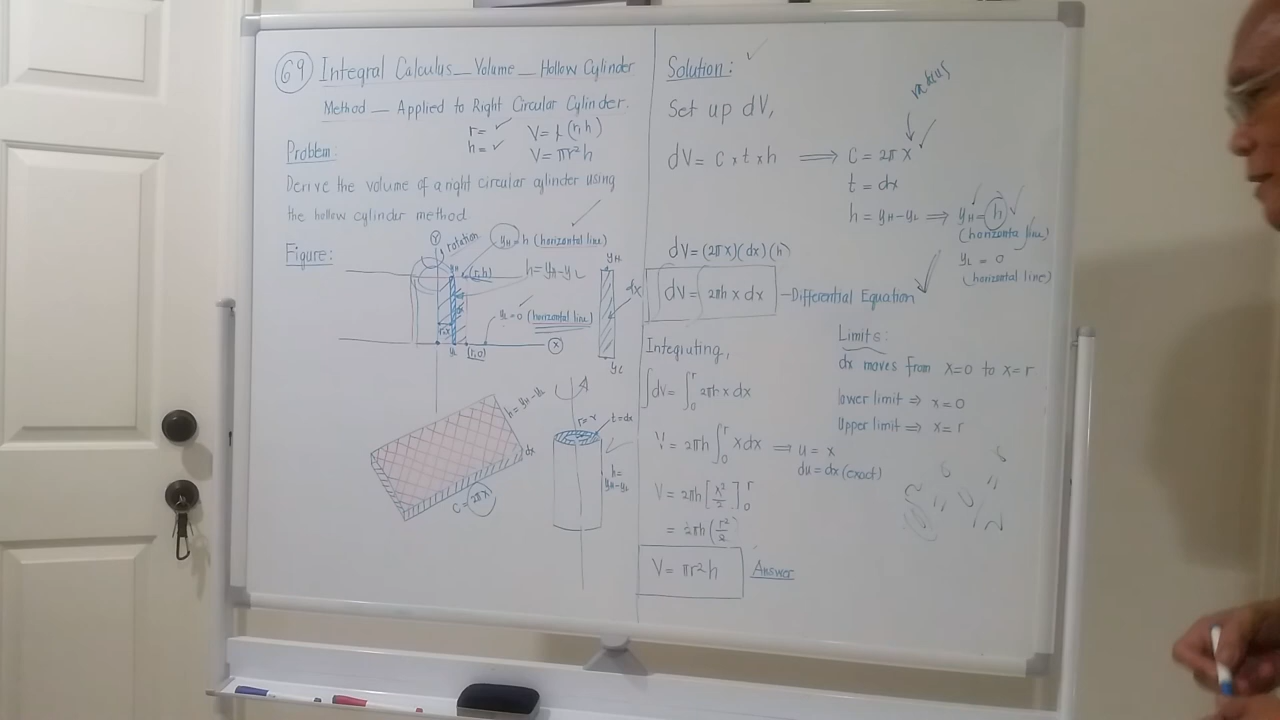 69 Integral Calculus — Volume — Hollow Cylinder
Method — Applied to Right Circular Cylinder.
r= ✓ V= f(r,h)
h= ✓ V= πr²h
Problem:
Derive the volume of a right circular cylinder using
the hollow cylinder method
Figure:
Y
rotation
yH=h (horizontal line)
yH
(r,h)
h= yH-yL
yL=0 (horizontal line)
r=x
yL
(r,0)
X
yH
dx
yL
h= yH-yL
dx
C= 2πx
r=x
t=dx
h=
yH-yL
Solution:
Set up dV,
radius
dV= C x t x h ⟹ C = 2π x
t = dx
h = yH-yL ⟹ yH= h
(horizontal line)
yL = 0
(horizontal line)
dV= (2πx)(dx)(h)
dV= 2πh x dx — Differential Equation
Integrating,
∫dV= ∫₀ʳ 2πh x dx
V= 2πh ∫₀ʳ x dx ⟹ u = x
du = dx (exact)
V= 2πh [x²/2]₀ʳ
= 2πh (r²/2)
V= πr²h Answer
Limits:
dx moves from x=0 to x=r
lower limit ⇒ x=0
Upper limit ⇒ x=r